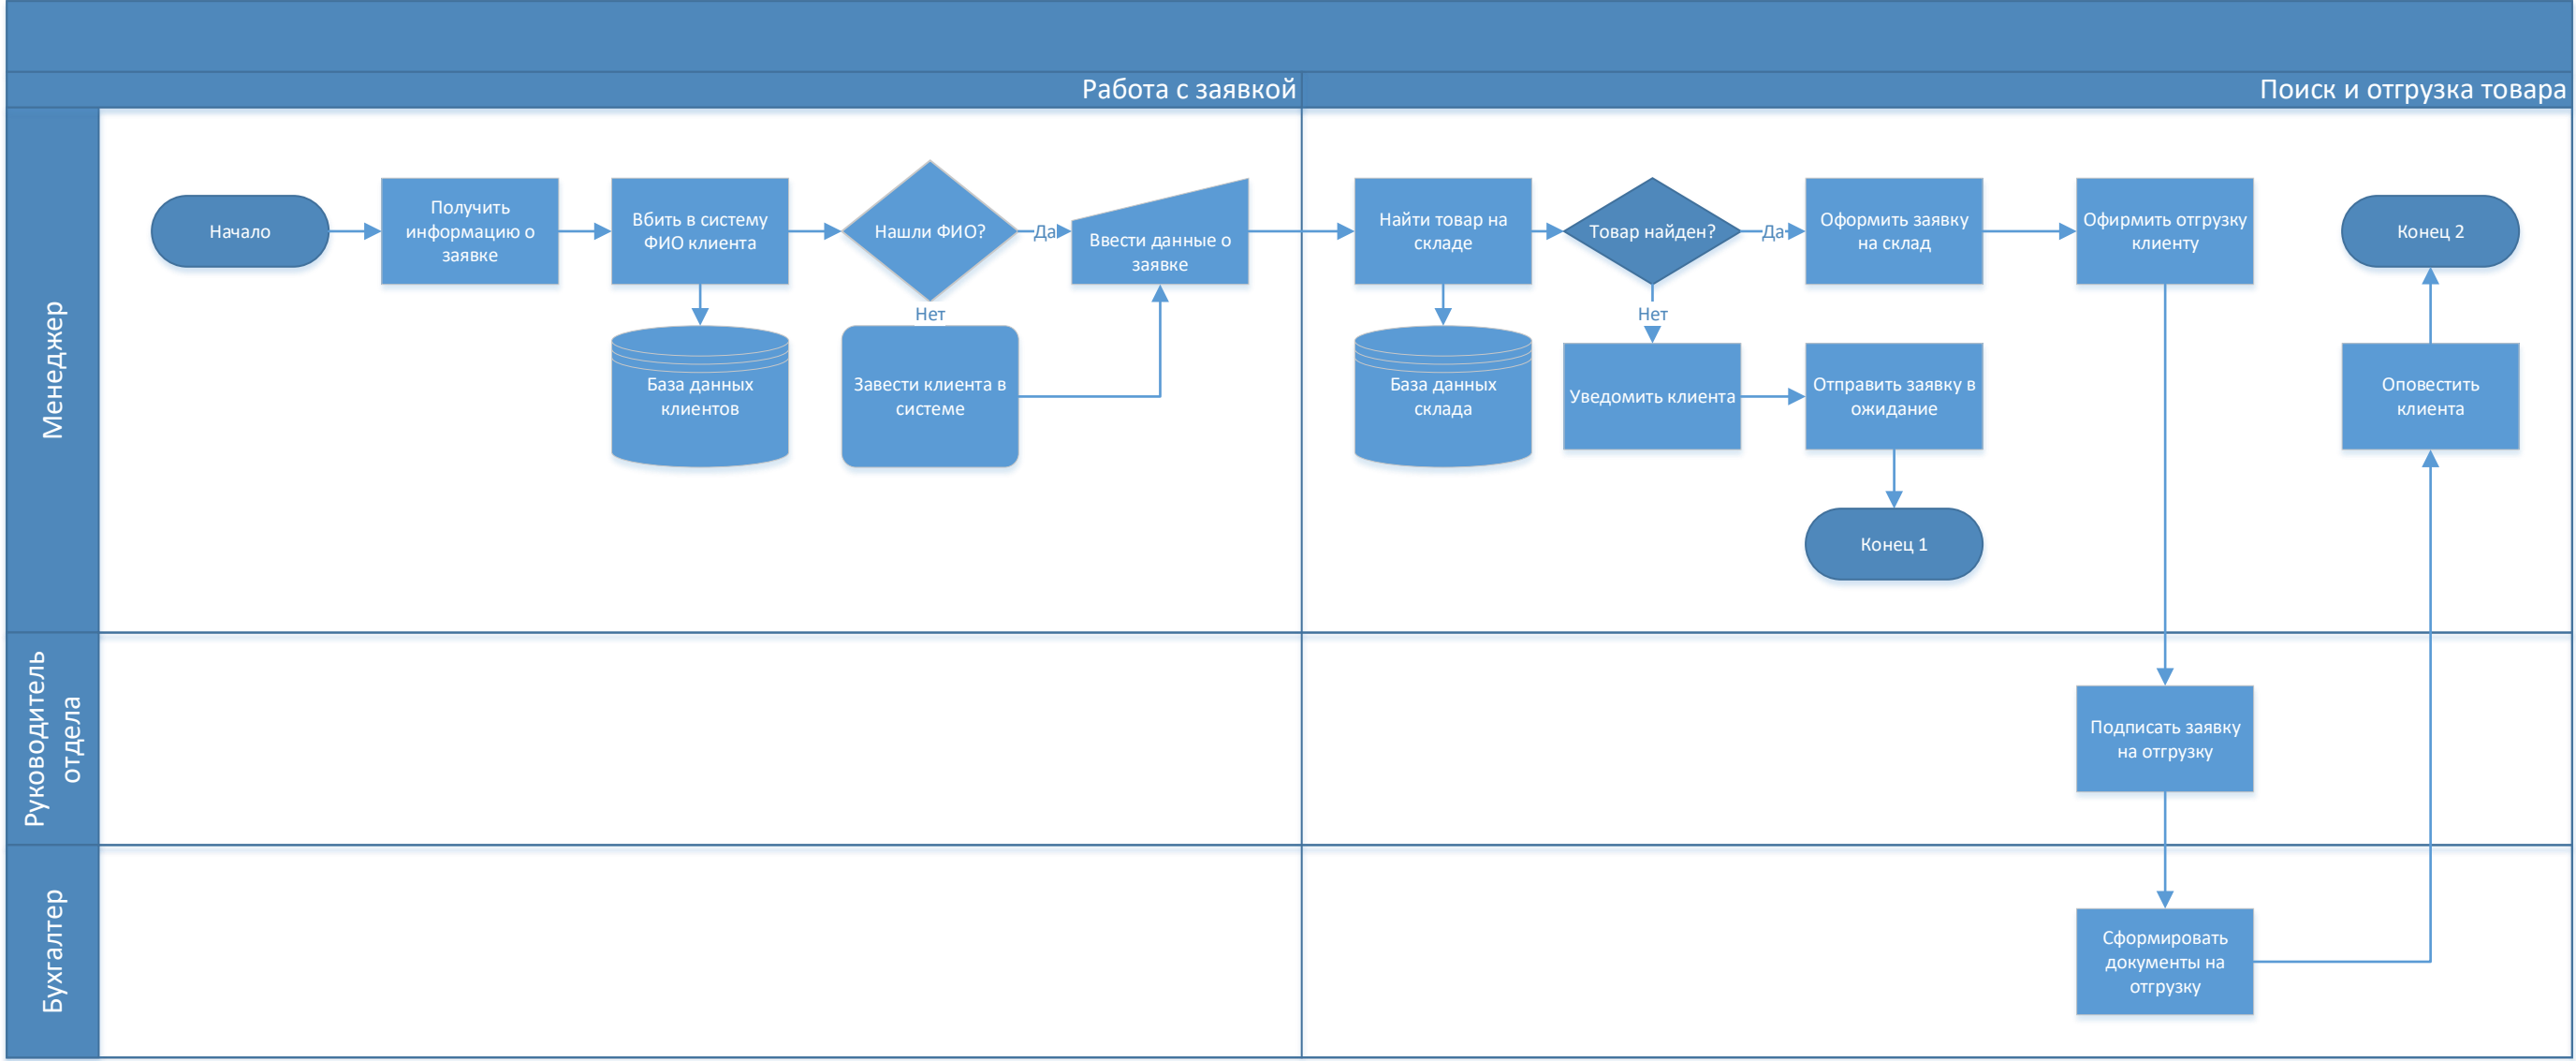 Работа с заявкой
Поиск и отгрузка товара
Менеджер
Начало
Получить
информацию о
заявке
Вбить в систему
ФИО клиента
База данных
клиентов
Нашли ФИО?
Да
Нет
Завести клиента в
системе
Ввести данные о
заявке
Найти товар на
складе
База данных
склада
Товар найден?
Да
Нет
Уведомить клиента
Отправить заявку в
ожидание
Конец 1
Оформить заявку
на склад
Офирмить отгрузку
клиенту
Конец 2
Оповестить
клиента
Руководитель
отдела
Подписать заявку
на отгрузку
Бухгалтер
Сформировать
документы на
отгрузку